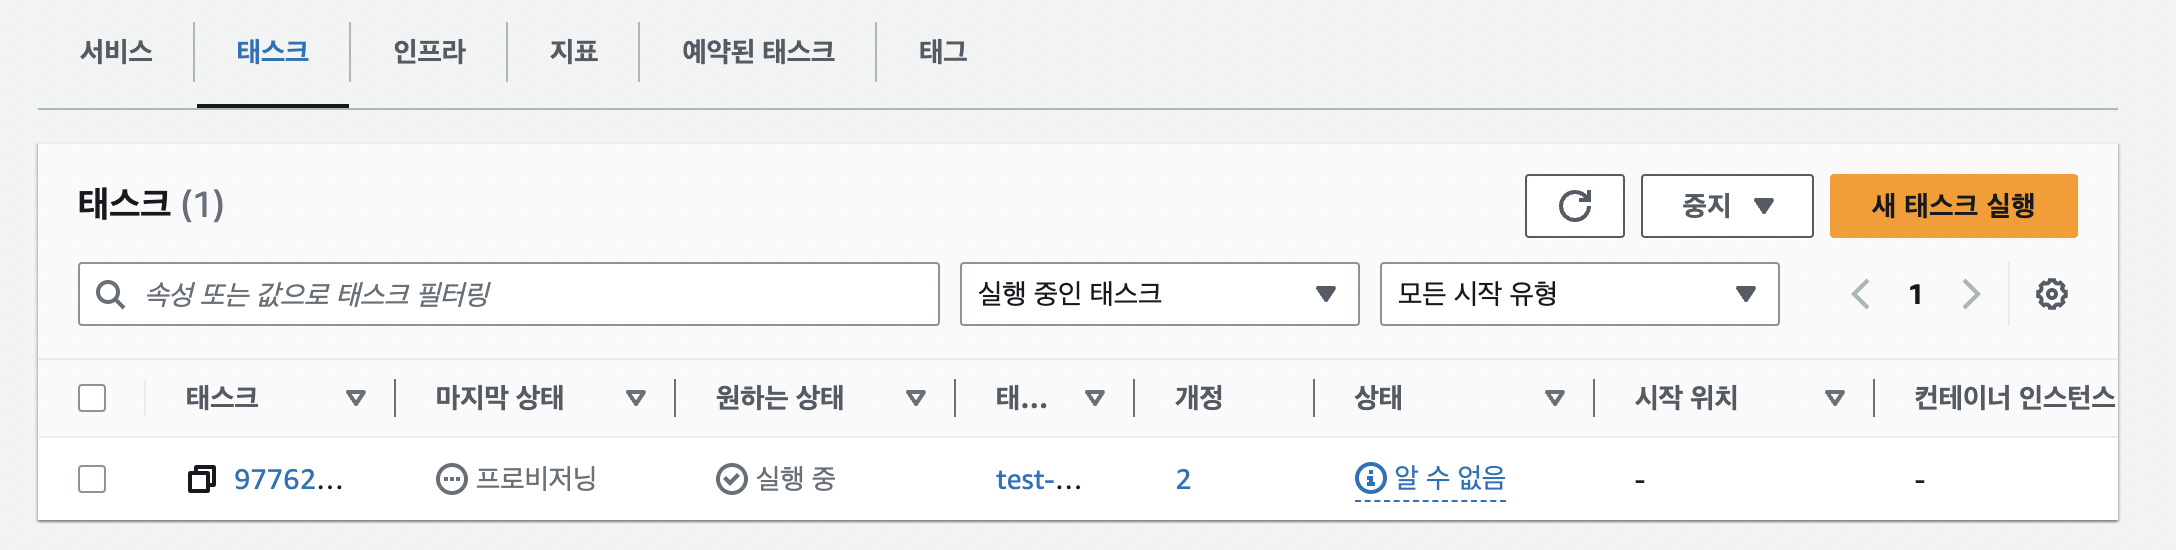 서비스 태스크 인프라 지표 예약된 태스크 태그
태스크 (1) 중지 새 태스크 실행
속성 또는 값으로 태스크 필터링 실행 중인 태스크 모든 시작 유형 1
태스크 마지막 상태 원하는 상태 태... 개정 상태 시작 위치 컨테이너 인스턴스
97762... 프로비저닝 실행 중 test-... 2 알 수 없음 - -